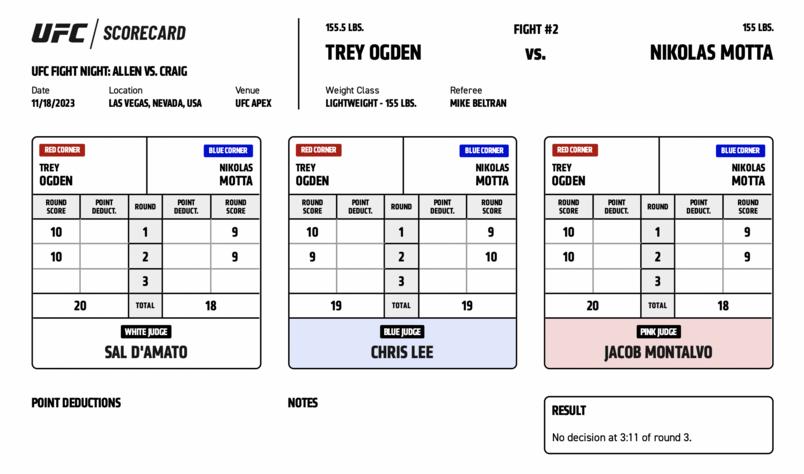 UFC / SCORECARD
UFC FIGHT NIGHT: ALLEN VS. CRAIG
Date Location Venue
11/18/2023 LAS VEGAS, NEVADA, USA UFC APEX
155.5 LBS. FIGHT #2 155 LBS.
TREY OGDEN vs. NIKOLAS MOTTA
Weight Class Referee
LIGHTWEIGHT - 155 LBS. MIKE BELTRAN
RED CORNER BLUE CORNER
TREY NIKOLAS
OGDEN MOTTA
ROUND POINT ROUND POINT ROUND
SCORE DEDUCT. DEDUCT. SCORE
10 1 9
10 2 9
3
20 TOTAL 18
WHITE JUDGE
SAL D'AMATO
RED CORNER BLUE CORNER
TREY NIKOLAS
OGDEN MOTTA
ROUND POINT ROUND POINT ROUND
SCORE DEDUCT. DEDUCT. SCORE
10 1 9
9 2 10
3
19 TOTAL 19
BLUE JUDGE
CHRIS LEE
RED CORNER BLUE CORNER
TREY NIKOLAS
OGDEN MOTTA
ROUND POINT ROUND POINT ROUND
SCORE DEDUCT. DEDUCT. SCORE
10 1 9
10 2 9
3
20 TOTAL 18
PINK JUDGE
JACOB MONTALVO
POINT DEDUCTIONS
NOTES
RESULT
No decision at 3:11 of round 3.